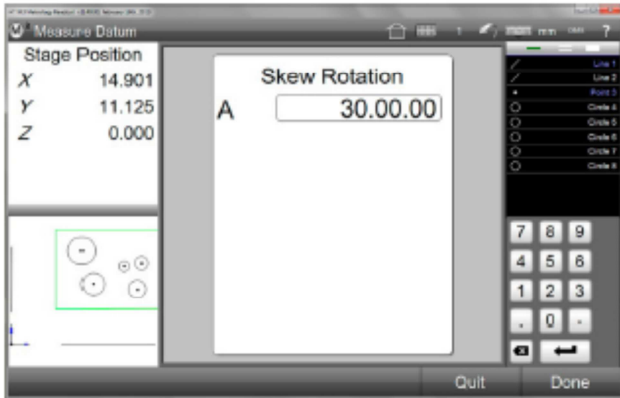 Measure Datum
1
mm
?
Stage Position
X 14.901
Y 11.125
Z 0.000
Skew Rotation
A 30.00.00
Line 1
Line 2
Point 3
Circle 4
Circle 5
Circle 6
Circle 7
Circle 8
7 8 9
4 5 6
1 2 3
. 0 -
Quit Done